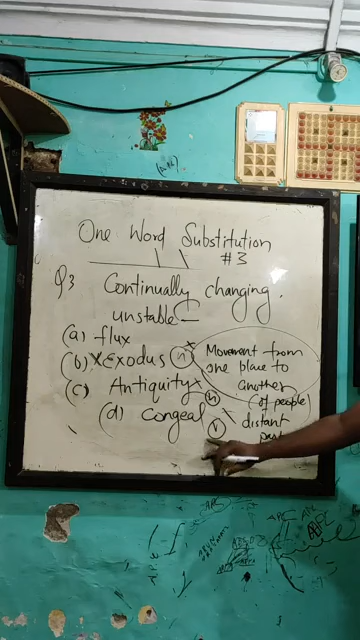 One Word Substitution
#3
Q3 Continually changing.
unstable—
(a) flux
(b) X Exodus (n) x Movement from one place to another (of people)
(c) Antiquity x (n) distant past
(d) Congeal (v)